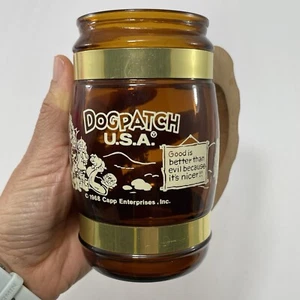 DOGPATCH
U.S.A.®
Good is
better than
evil because
it's nicer!!
© 1968 Capp Enterprises, Inc.